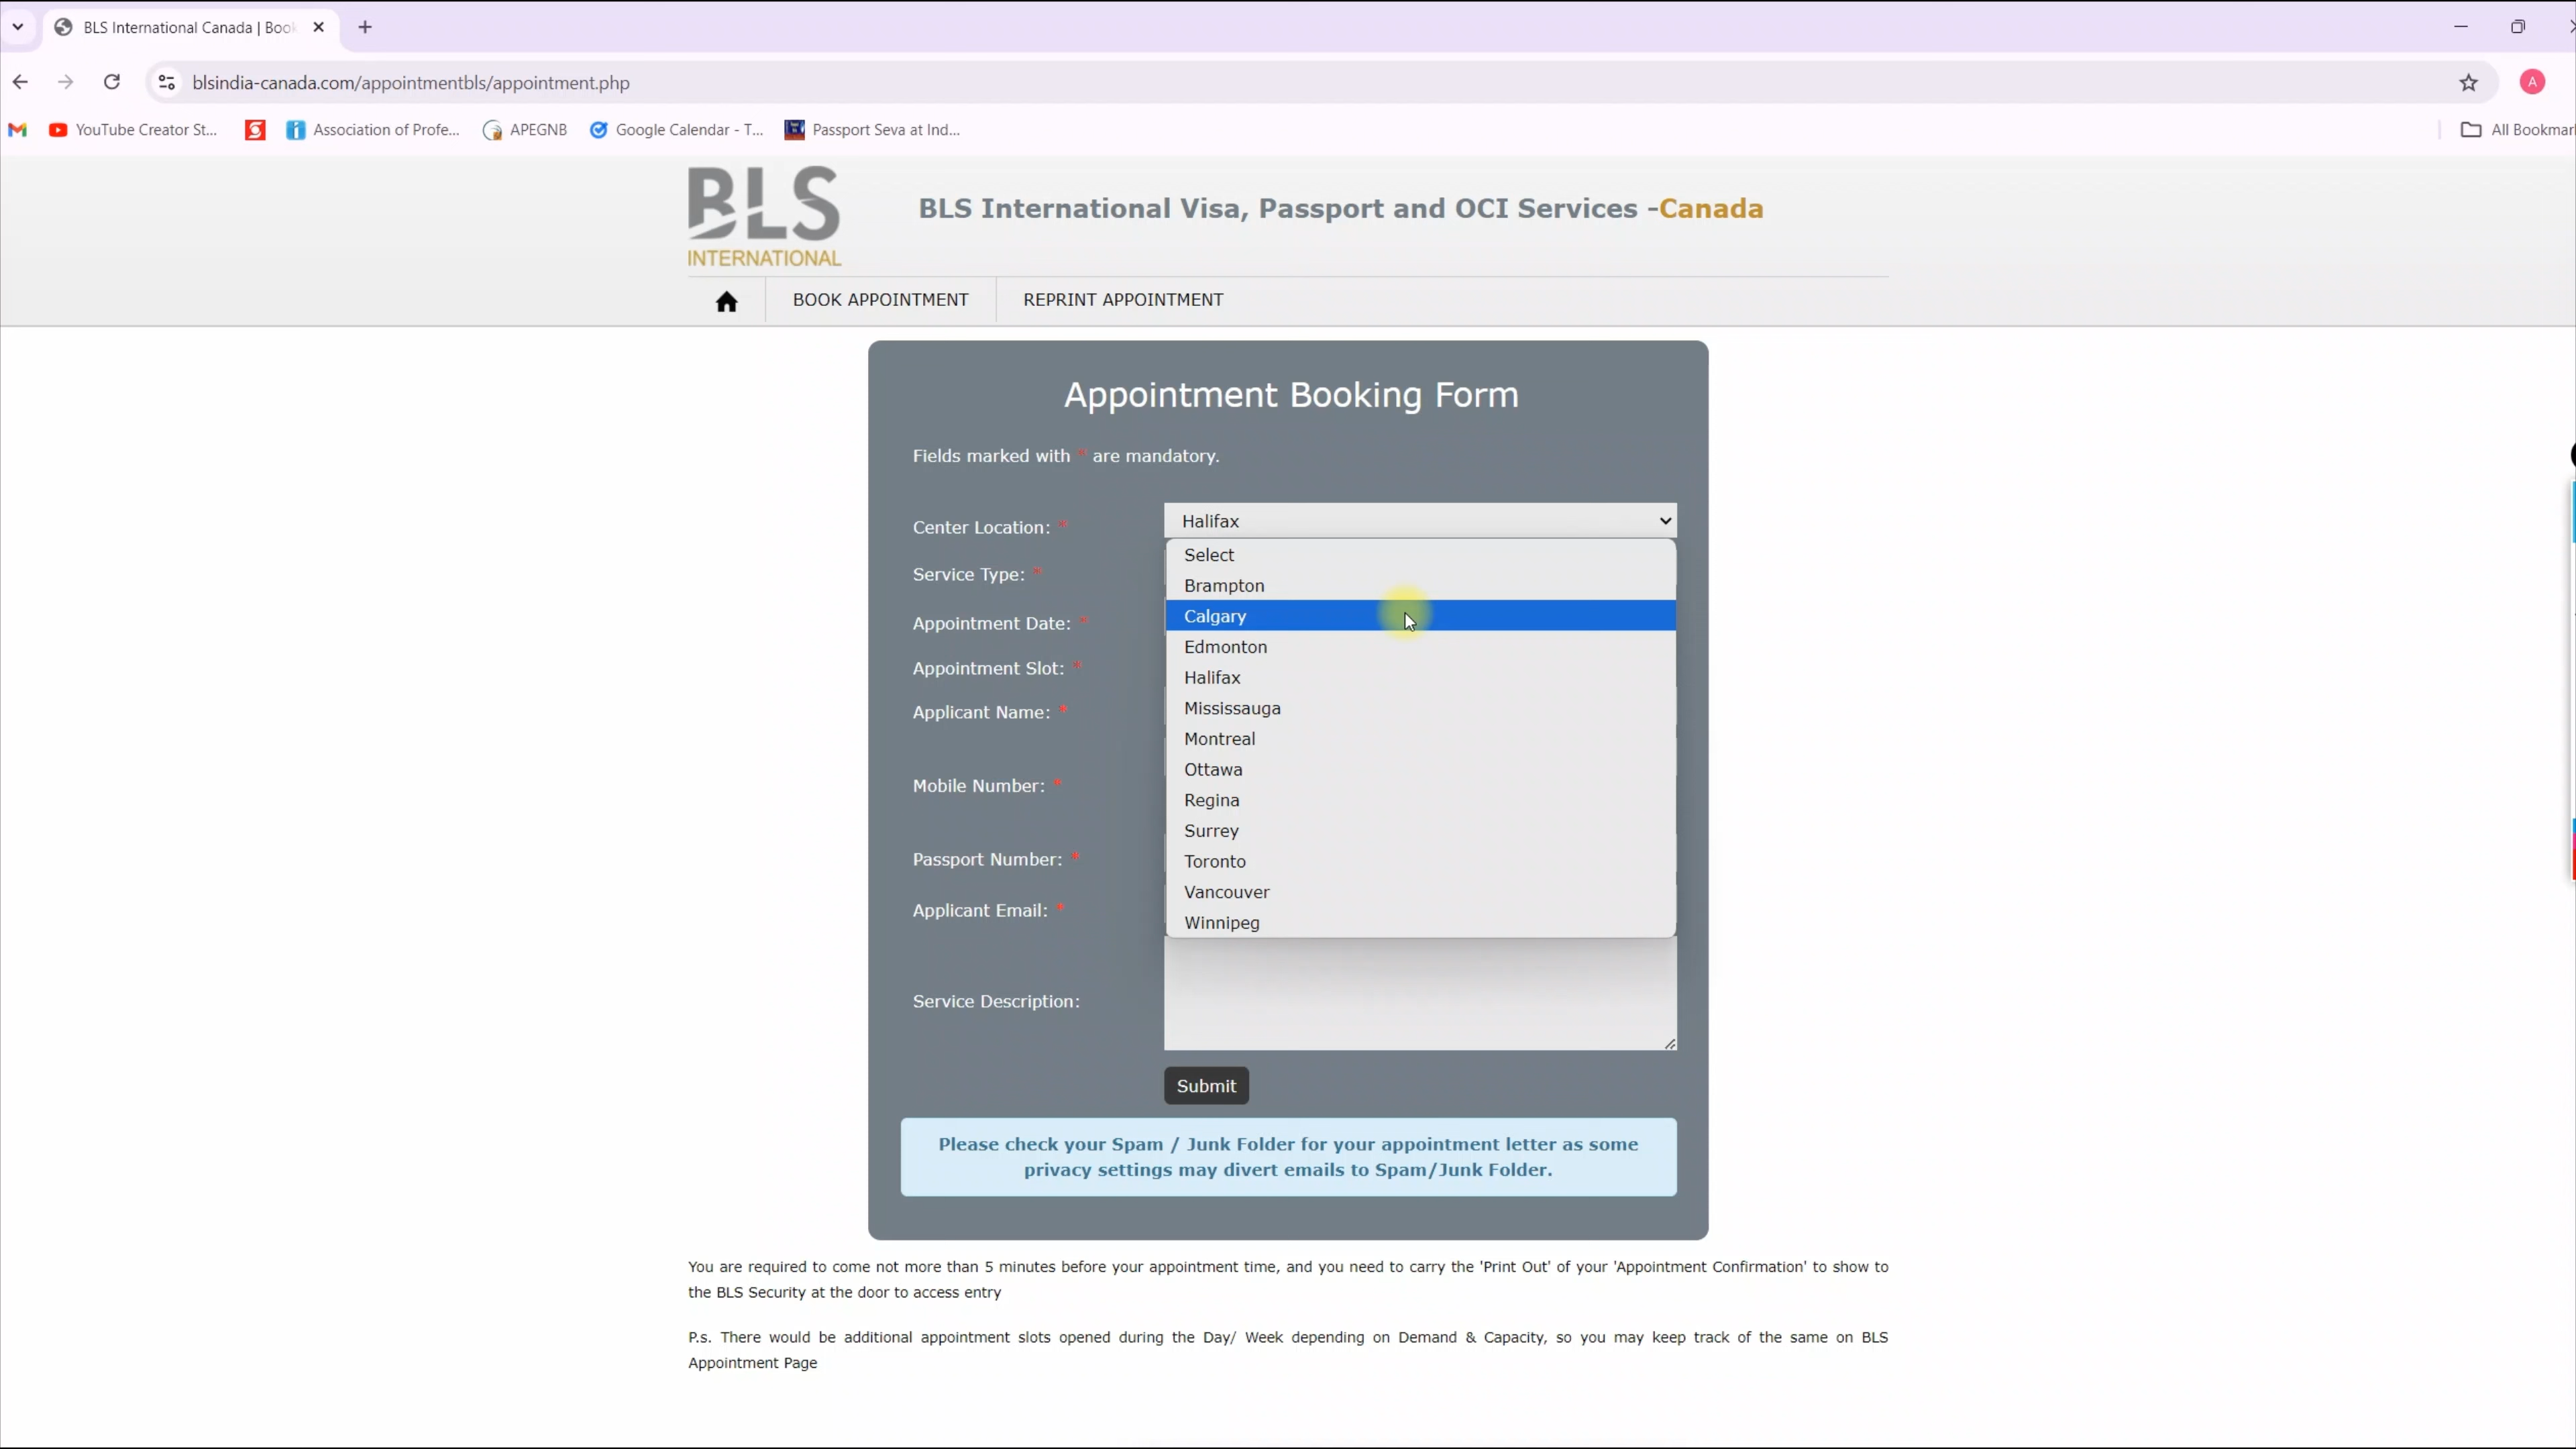 BLS International Canada | Book
blsindia-canada.com/appointmentbls/appointment.php
A
YouTube Creator St...
Association of Profe...
APEGNB
Google Calendar - T...
Passport Seva at Ind...
All Bookmar
BLS
INTERNATIONAL
BLS International Visa, Passport and OCI Services -Canada
BOOK APPOINTMENT
REPRINT APPOINTMENT
Appointment Booking Form
Fields marked with * are mandatory.
Center Location: *
Halifax
Select
Service Type: *
Brampton
Calgary
Appointment Date: *
Edmonton
Appointment Slot: *
Halifax
Applicant Name: *
Mississauga
Montreal
Ottawa
Mobile Number: *
Regina
Surrey
Passport Number: *
Toronto
Vancouver
Applicant Email: *
Winnipeg
Service Description:
Submit
Please check your Spam / Junk Folder for your appointment letter as some
privacy settings may divert emails to Spam/Junk Folder.
You are required to come not more than 5 minutes before your appointment time, and you need to carry the 'Print Out' of your 'Appointment Confirmation' to show to
the BLS Security at the door to access entry
P.s. There would be additional appointment slots opened during the Day/ Week depending on Demand & Capacity, so you may keep track of the same on BLS
Appointment Page